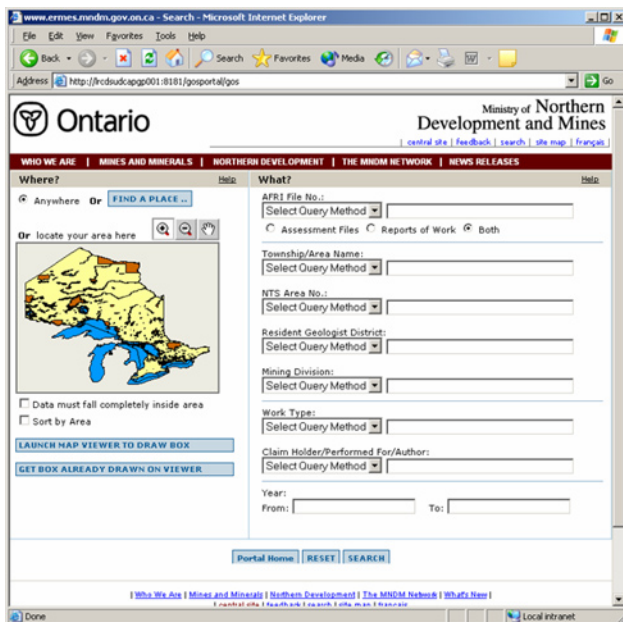 www.ermes.mndm.gov.on.ca - Search - Microsoft Internet Explorer
File Edit View Favorites Tools Help
Back Search Favorites Media
Address http://lrcdsudcapgp001:8181/gosportal/gos Go
Ontario
Ministry of Northern
Development and Mines
| central site | feedback | search | site map | français |
WHO WE ARE | MINES AND MINERALS | NORTHERN DEVELOPMENT | THE MNDM NETWORK | NEWS RELEASES
Where? Help
Anywhere Or FIND A PLACE ..
Or locate your area here
Data must fall completely inside area
Sort by Area
LAUNCH MAP VIEWER TO DRAW BOX
GET BOX ALREADY DRAWN ON VIEWER
What? Help
AFRI File No.:
Select Query Method
Assessment Files Reports of Work Both
Township/Area Name:
Select Query Method
NTS Area No.:
Select Query Method
Resident Geologist District:
Select Query Method
Mining Division:
Select Query Method
Work Type:
Select Query Method
Claim Holder/Performed For/Author:
Select Query Method
Year:
From: To:
Portal Home RESET SEARCH
| Who We Are | Mines and Minerals | Northern Development | The MNDM Network | What's New |
| central site | feedback | search | site map | français
Done Local intranet